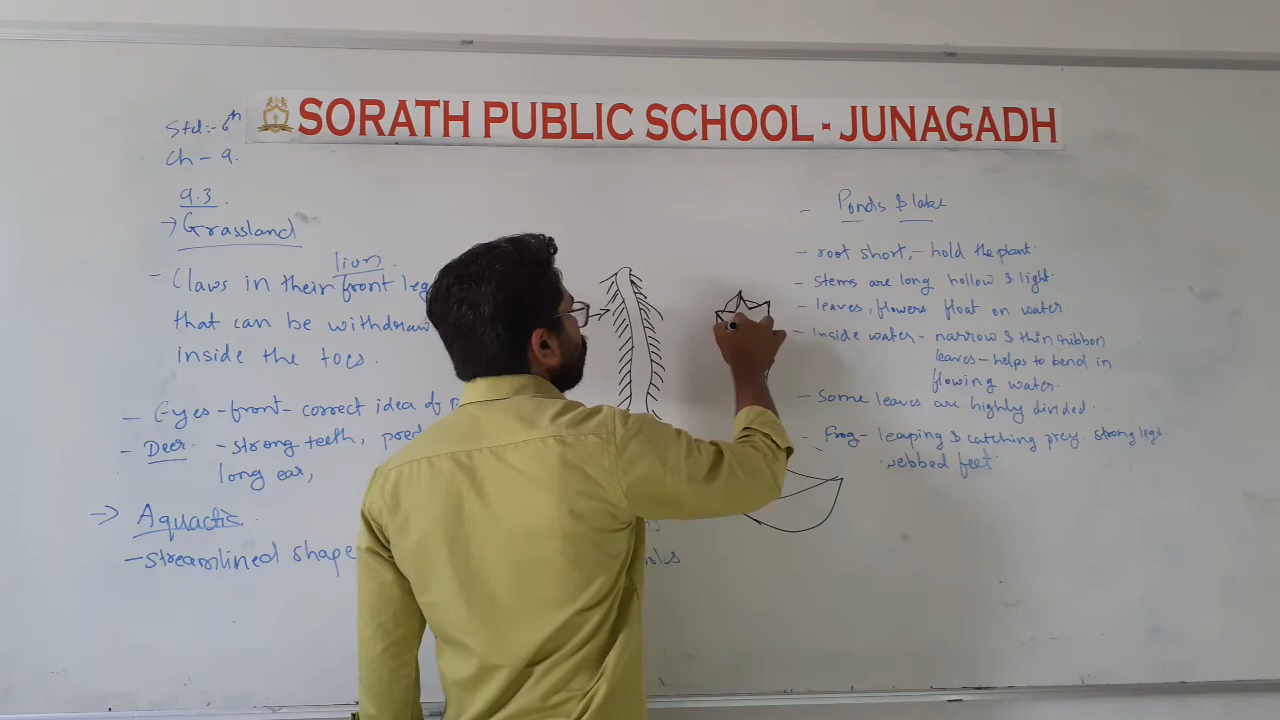 SORATH PUBLIC SCHOOL - JUNAGADH
Std:- 6th
Ch - 9.
9.3
→ Grassland
lion
- Claws in their front leg
that can be withdraw
inside the toes.
- Eyes - front - correct idea of
- Deer - strong teeth, pred
long ear,
→ Aquactic
- streamlined shape
- Ponds & lake
- root short, - hold the plant.
- Stems are long hollow & light.
- leaves, flowers float on water.
- Inside water - narrow & thin ribbon
leaves - helps to bend in
flowing water.
- Some leaves are highly divided.
- Frog - leaping & catching prey. strong legs.
webbed feet